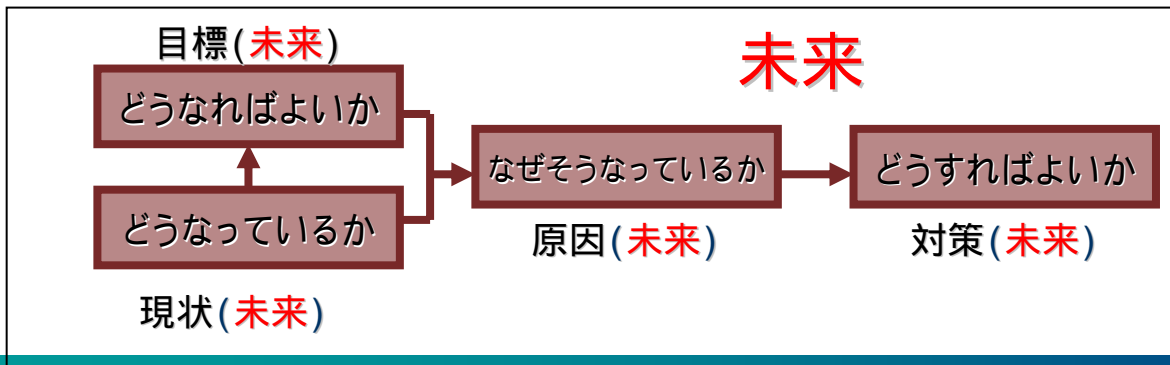 目標(未来)
未来
どうなればよいか
なぜそうなっているか
どうすればよいか
どうなっているか
原因(未来)
対策(未来)
現状(未来)